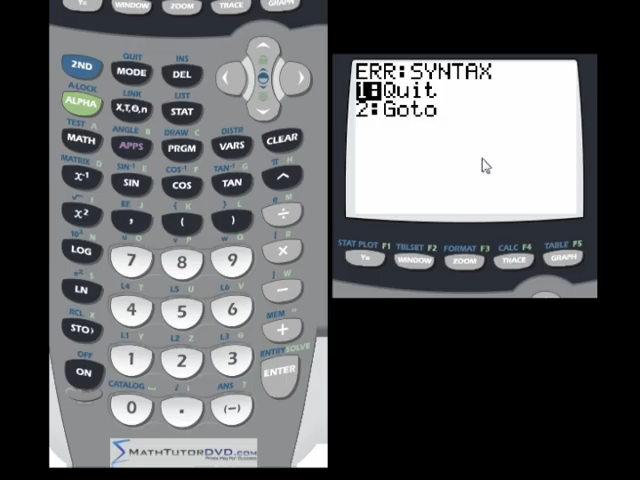 Y= WINDOW ZOOM TRACE GRAPH
QUIT INS
2ND MODE DEL
A-LOCK LINK LIST
ALPHA X,T,Θ,n STAT
TEST A ANGLE B DRAW C DISTR
MATH APPS PRGM VARS CLEAR
MATRIX D SIN⁻¹ E COS⁻¹ F TAN⁻¹ G π H
x⁻¹ SIN COS TAN ^
√ I EE J { K } L
x² , ( ) ÷
10ˣ N u O v P w Q [ R
LOG 7 8 9 ×
eˣ S L4 T L5 U L6 V ] W
LN 4 5 6 −
RCL X L1 Y L2 Z L3 θ MEM "
STO› 1 2 3 +
OFF CATALOG i : ANS ? ENTRY SOLVE
ON 0 . (−) ENTER
MATHTUTORDVD.COM
ERR:SYNTAX
1:Quit
2:Goto
STAT PLOT F1 TBLSET F2 FORMAT F3 CALC F4 TABLE F5
Y= WINDOW ZOOM TRACE GRAPH